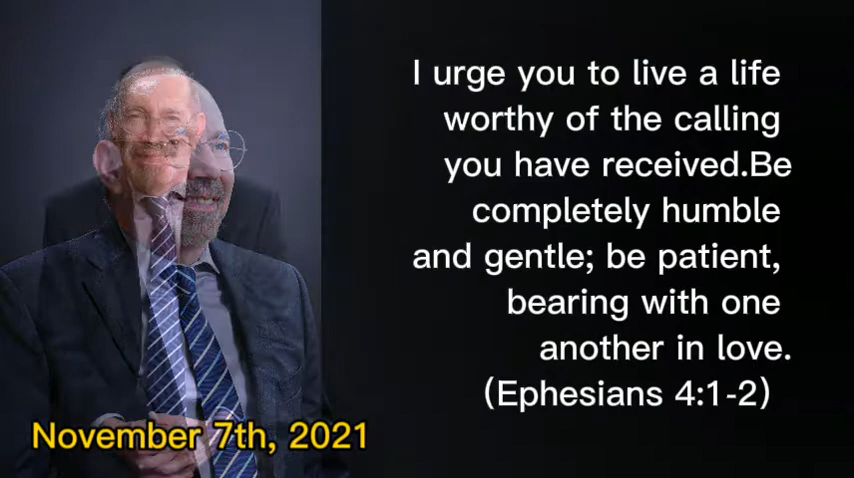 I urge you to live a life
worthy of the calling
you have received.Be
completely humble
and gentle; be patient,
bearing with one
another in love.
(Ephesians 4:1-2)
November 7th, 2021